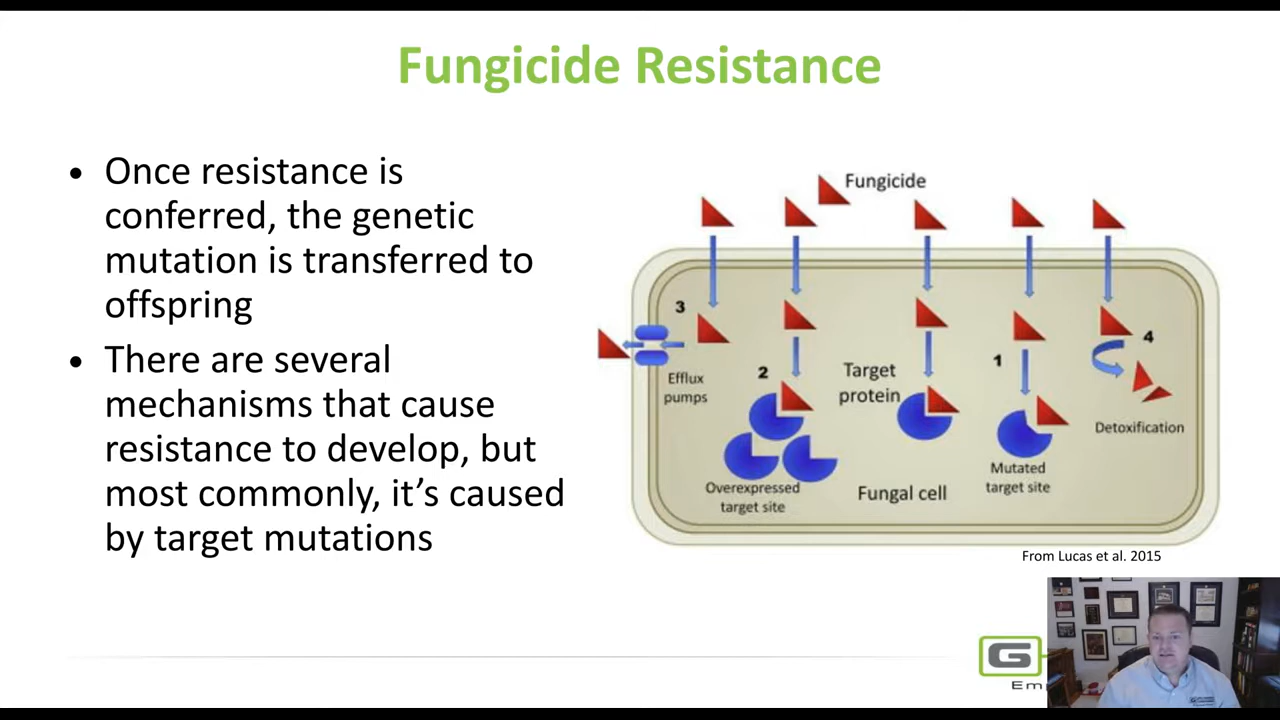 Fungicide Resistance
• Once resistance is
conferred, the genetic
mutation is transferred to
offspring
• There are several
mechanisms that cause
resistance to develop, but
most commonly, it's caused
by target mutations
Fungicide
3
Efflux
pumps
2
Overexpressed
target site
Target
protein
Fungal cell
1
Mutated
target site
4
Detoxification
From Lucas et al. 2015
G
Em